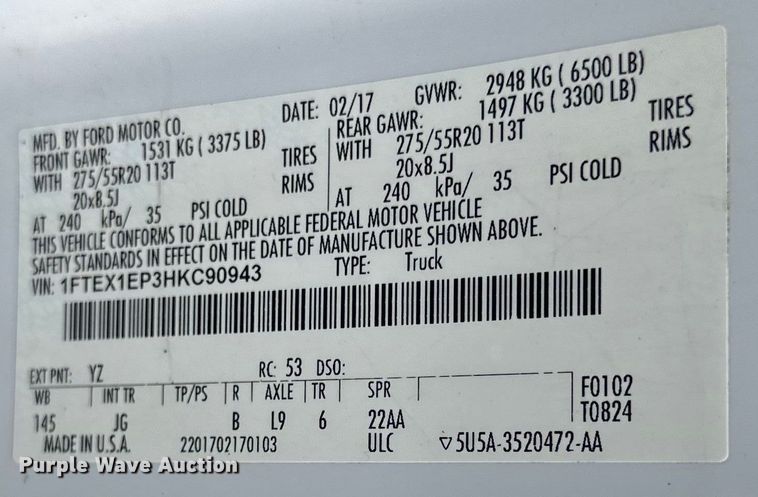 MFD. BY FORD MOTOR CO.
DATE: 02/17 GVWR: 2948 KG ( 6500 LB)
FRONT GAWR: 1531 KG ( 3375 LB) REAR GAWR: 1497 KG ( 3300 LB)
WITH 275/55R20 113T TIRES WITH 275/55R20 113T TIRES
20x8.5J RIMS 20x8.5J RIMS
AT 240 kPa/ 35 PSI COLD AT 240 kPa/ 35 PSI COLD
THIS VEHICLE CONFORMS TO ALL APPLICABLE FEDERAL MOTOR VEHICLE
SAFETY STANDARDS IN EFFECT ON THE DATE OF MANUFACTURE SHOWN ABOVE.
VIN: 1FTEX1EP3HKC90943 TYPE: Truck
EXT PNT: YZ RC: 53 DSO:
WB INT TR TP/PS R AXLE TR SPR F0102
145 JG B L9 6 22AA T0824
MADE IN U.S.A. 2201702170103 ULC ▽5U5A-3520472-AA
Purple Wave Auction